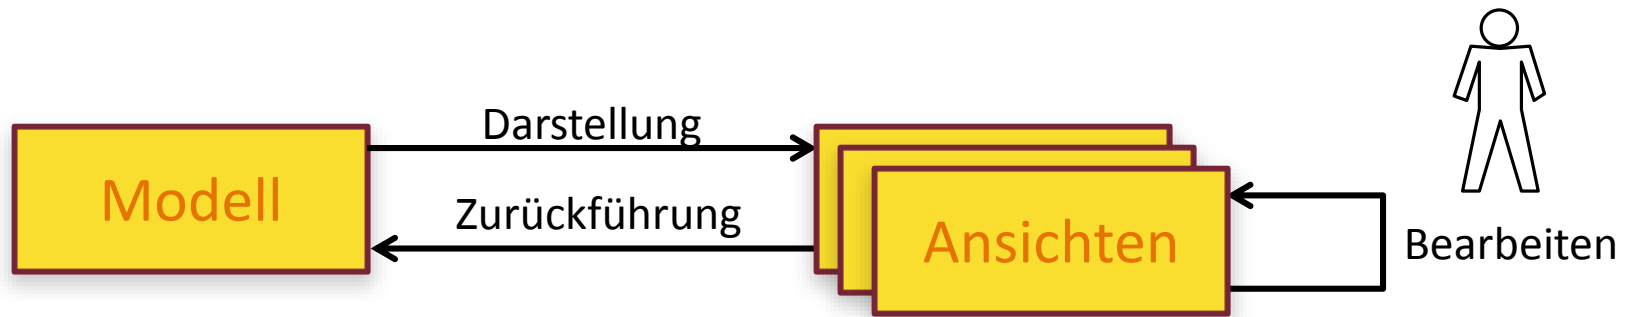 Darstellung
Modell
Zurückführung
Ansichten
Bearbeiten